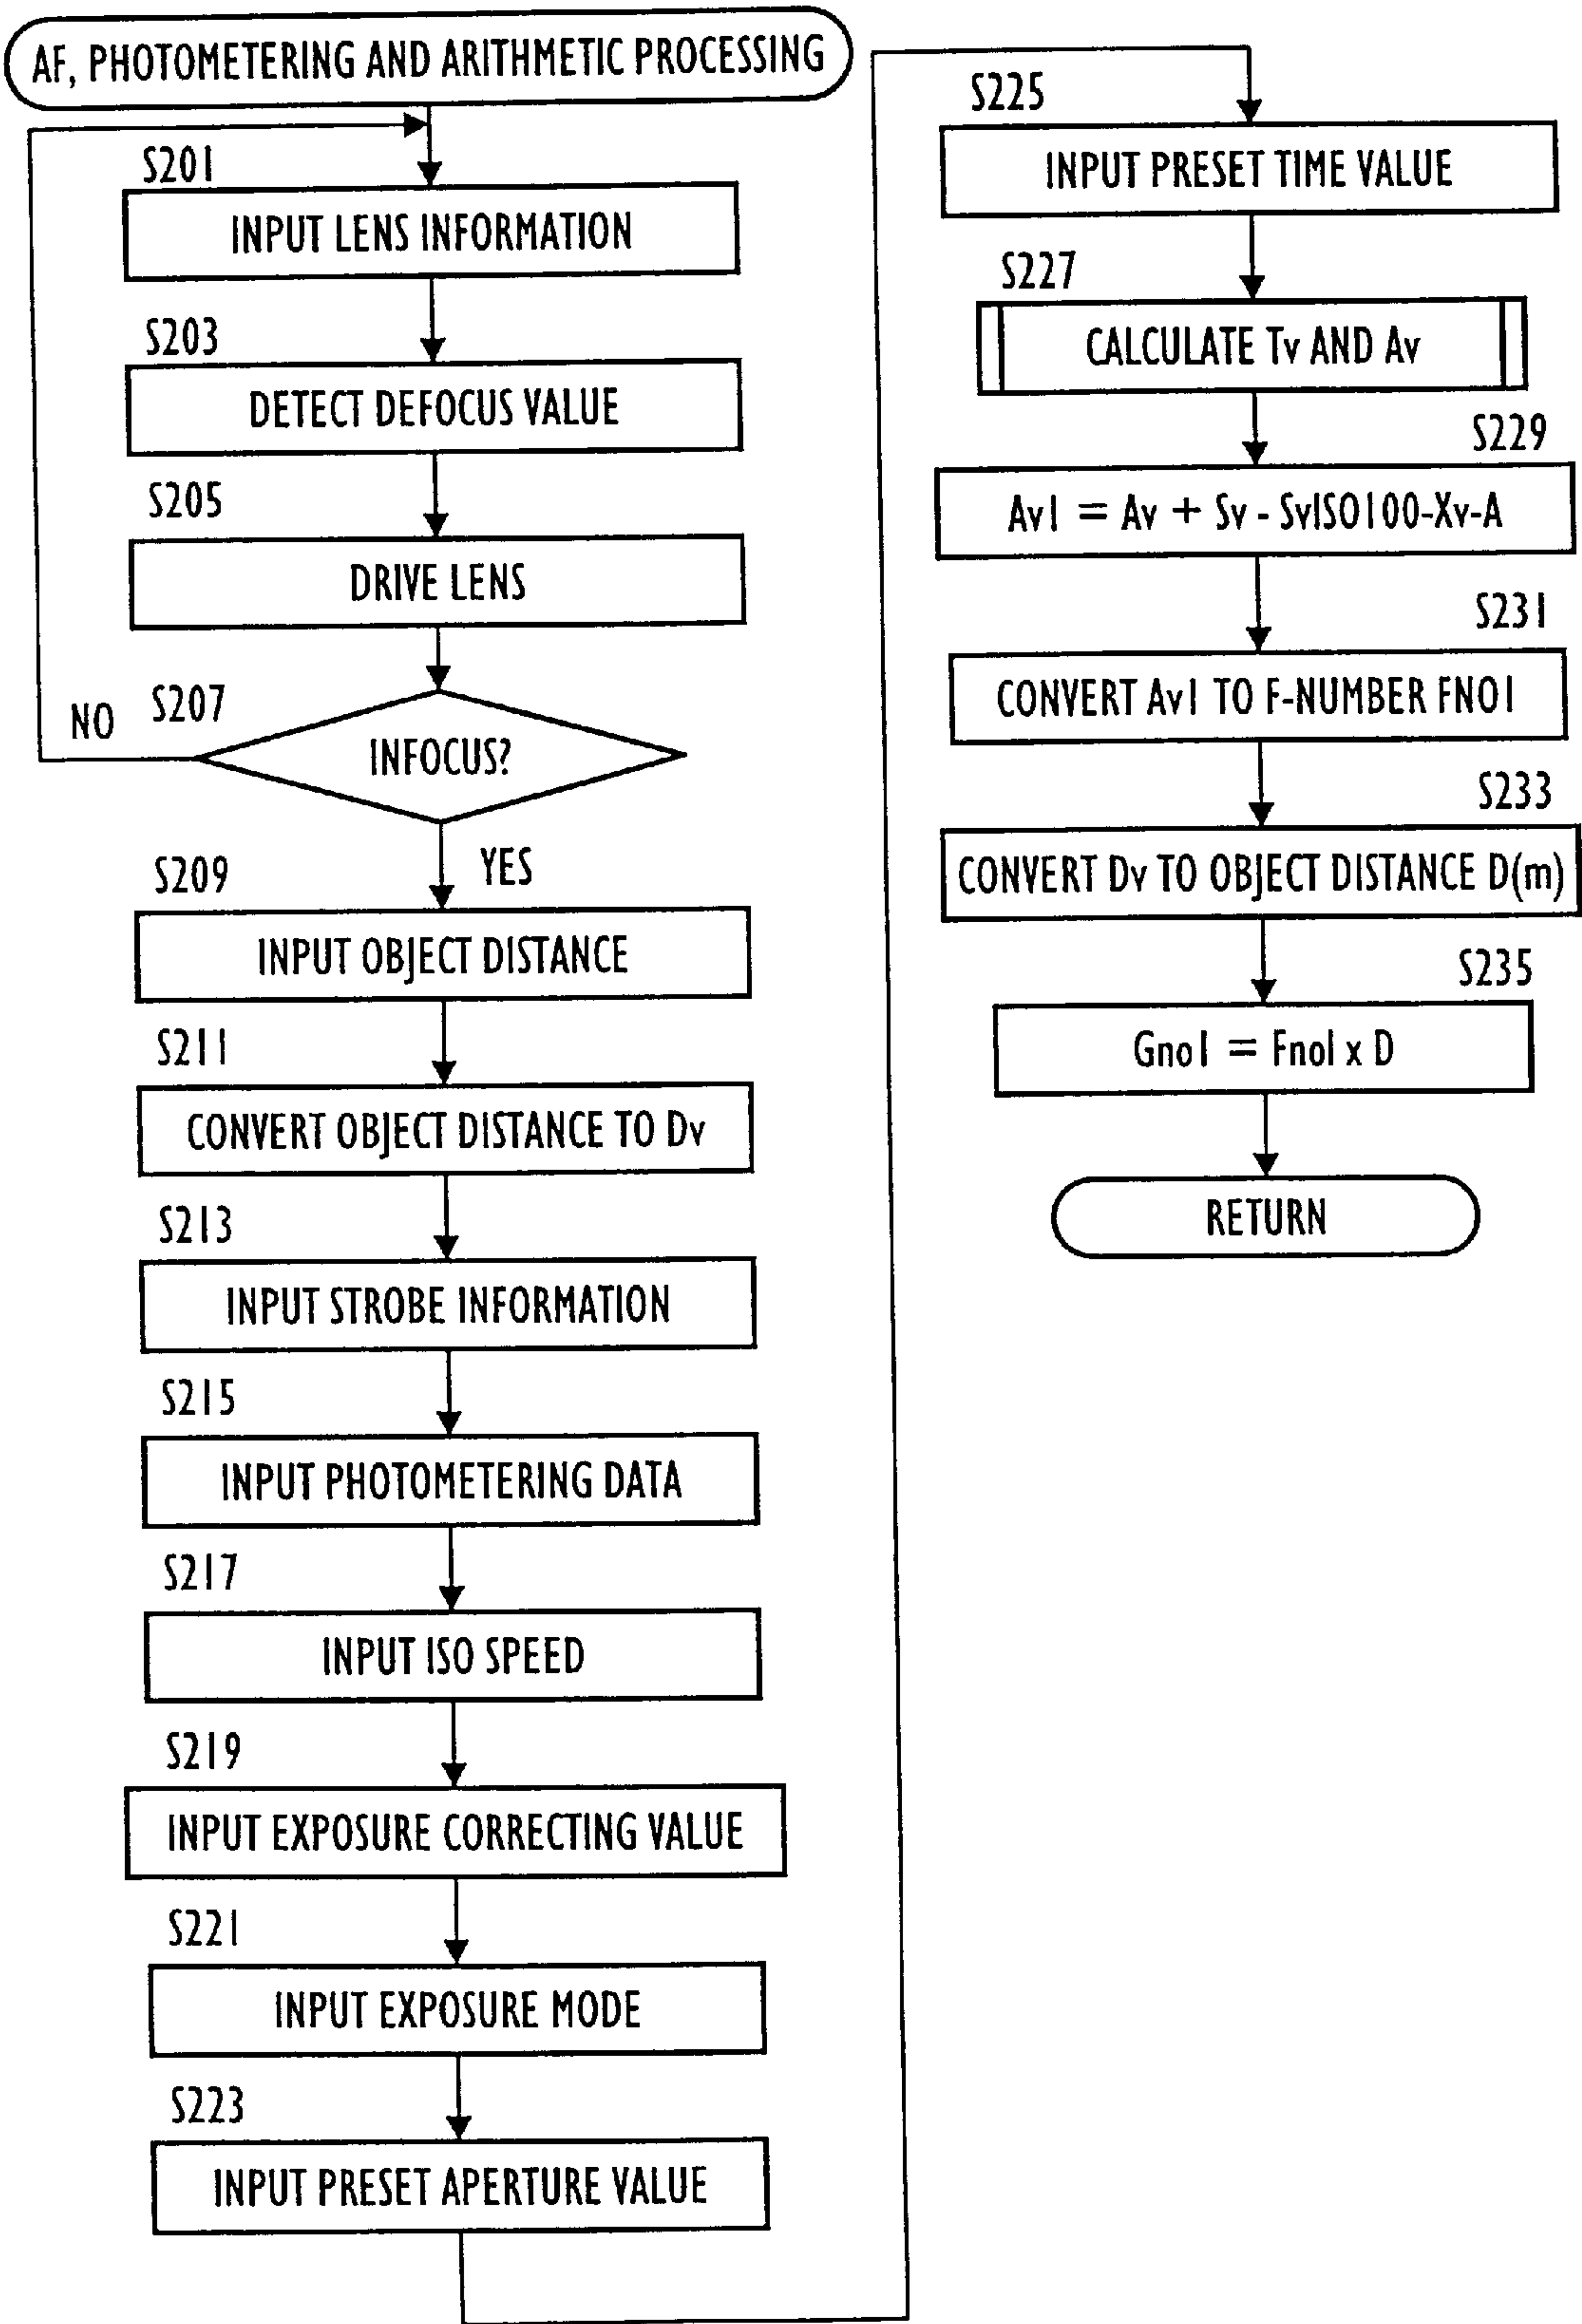 AF, PHOTOMETERING AND ARITHMETIC PROCESSING
S201
INPUT LENS INFORMATION
S203
DETECT DEFOCUS VALUE
S205
DRIVE LENS
NO
S207
INFOCUS?
YES
S209
INPUT OBJECT DISTANCE
S211
CONVERT OBJECT DISTANCE TO Dv
S213
INPUT STROBE INFORMATION
S215
INPUT PHOTOMETERING DATA
S217
INPUT ISO SPEED
S219
INPUT EXPOSURE CORRECTING VALUE
S221
INPUT EXPOSURE MODE
S223
INPUT PRESET APERTURE VALUE
S225
INPUT PRESET TIME VALUE
S227
CALCULATE Tv AND Av
S229
Av1 = Av + Sv - SvISO100-Xv-A
S231
CONVERT Av1 TO F-NUMBER FNO1
S233
CONVERT Dv TO OBJECT DISTANCE D(m)
S235
Gno1 = Fno1 x D
RETURN